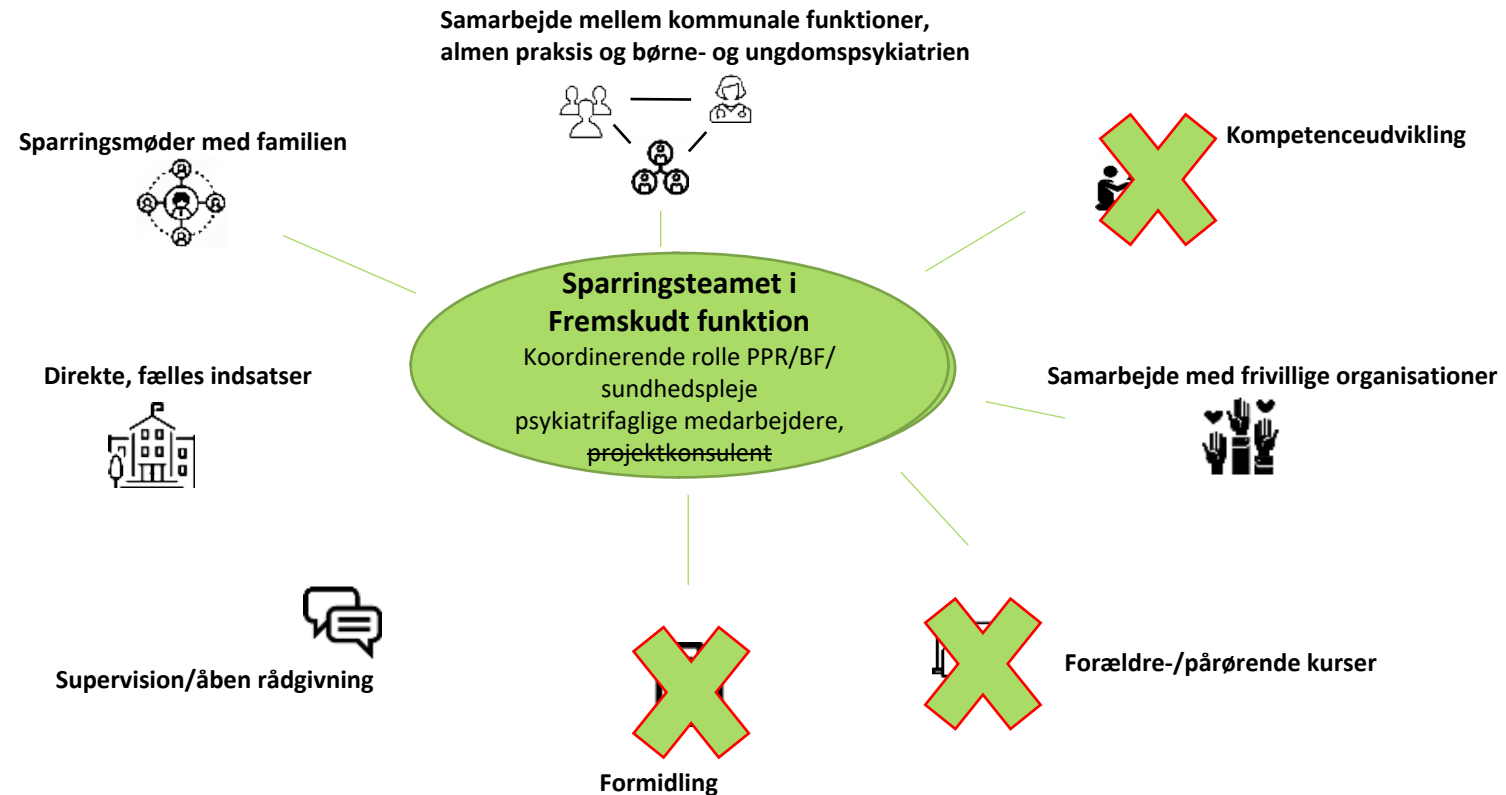 Samarbejde mellem kommunale funktioner,
almen praksis og børne- og ungdomspsykiatrien
Sparringsmøder med familien
Kompetenceudvikling
Sparringsteamet i
Fremskudt funktion
Koordinerende rolle PPR/BF/
sundhedspleje
psykiatrifaglige medarbejdere,
projektkonsulent
Direkte, fælles indsatser
Samarbejde med frivillige organisationer
Supervision/åben rådgivning
Forældre-/pårørende kurser
Formidling